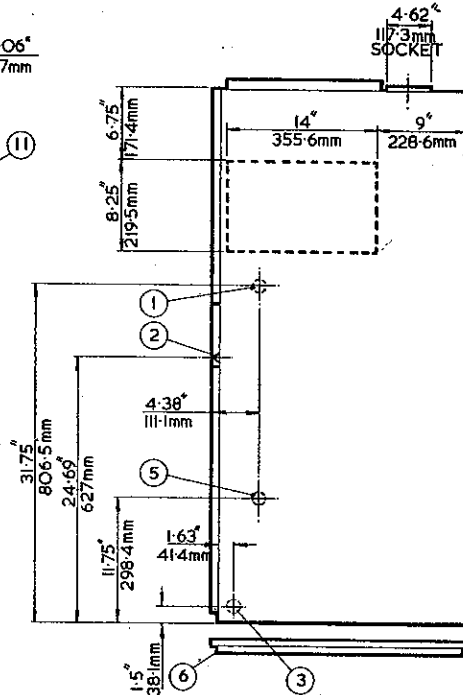 4·62"
117·3mm
SOCKET
·06"
7mm
11
6·75"
171·4mm
14"
355·6mm
9"
228·6mm
8·25"
219·5mm
1
2
4·38"
111·1mm
31·75"
806·5mm
24·69"
627mm
5
11·75"
298·4mm
1·63"
41·4mm
1·5"
38·1mm
6
3